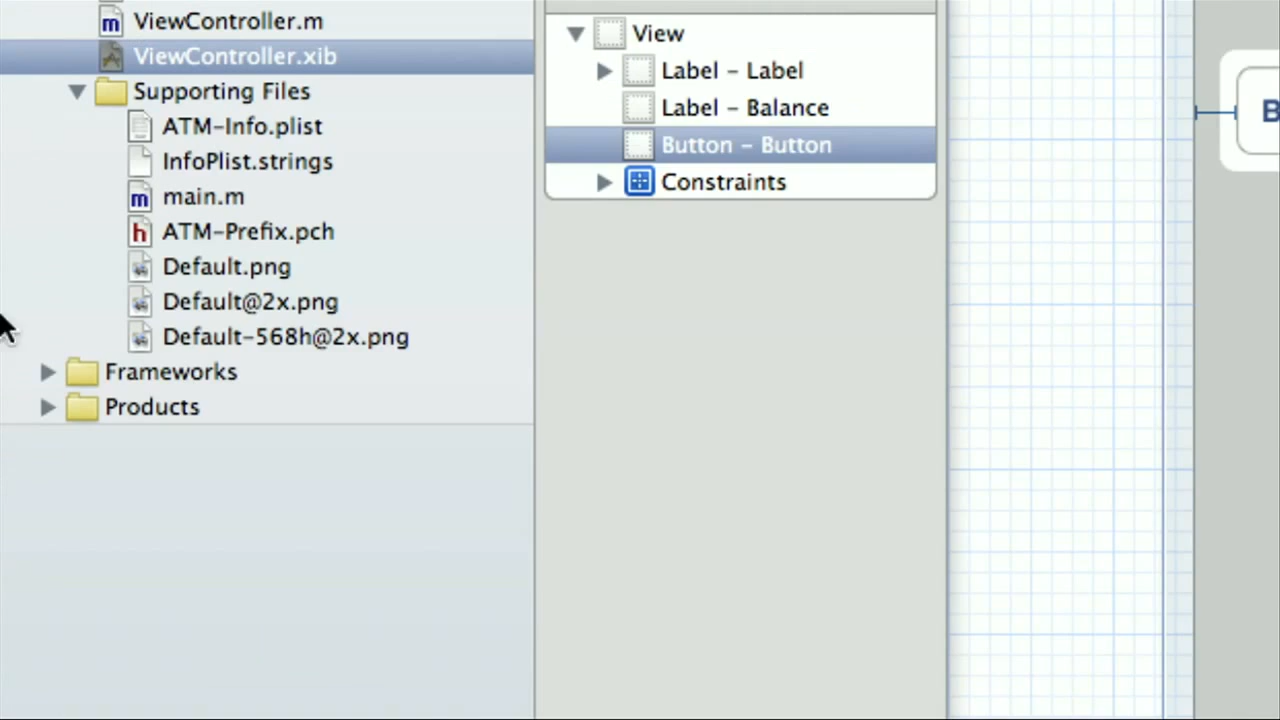 ViewController.m
ViewController.xib
Supporting Files
ATM-Info.plist
InfoPlist.strings
main.m
ATM-Prefix.pch
Default.png
Default@2x.png
Default-568h@2x.png
Frameworks
Products
View
Label - Label
Label - Balance
Button - Button
Constraints
B